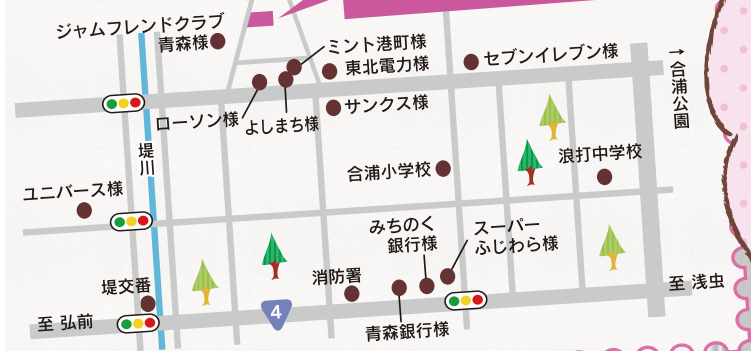 ジャムフレンドクラブ
青森様
ミント港町様
東北電力様
セブンイレブン様
→合浦公園
ローソン様
よしまち様
サンクス様
堤川
合浦小学校
浪打中学校
ユニバース様
みちのく
銀行様
スーパー
ふじわら様
堤交番
消防署
至 浅虫
至 弘前
4
青森銀行様